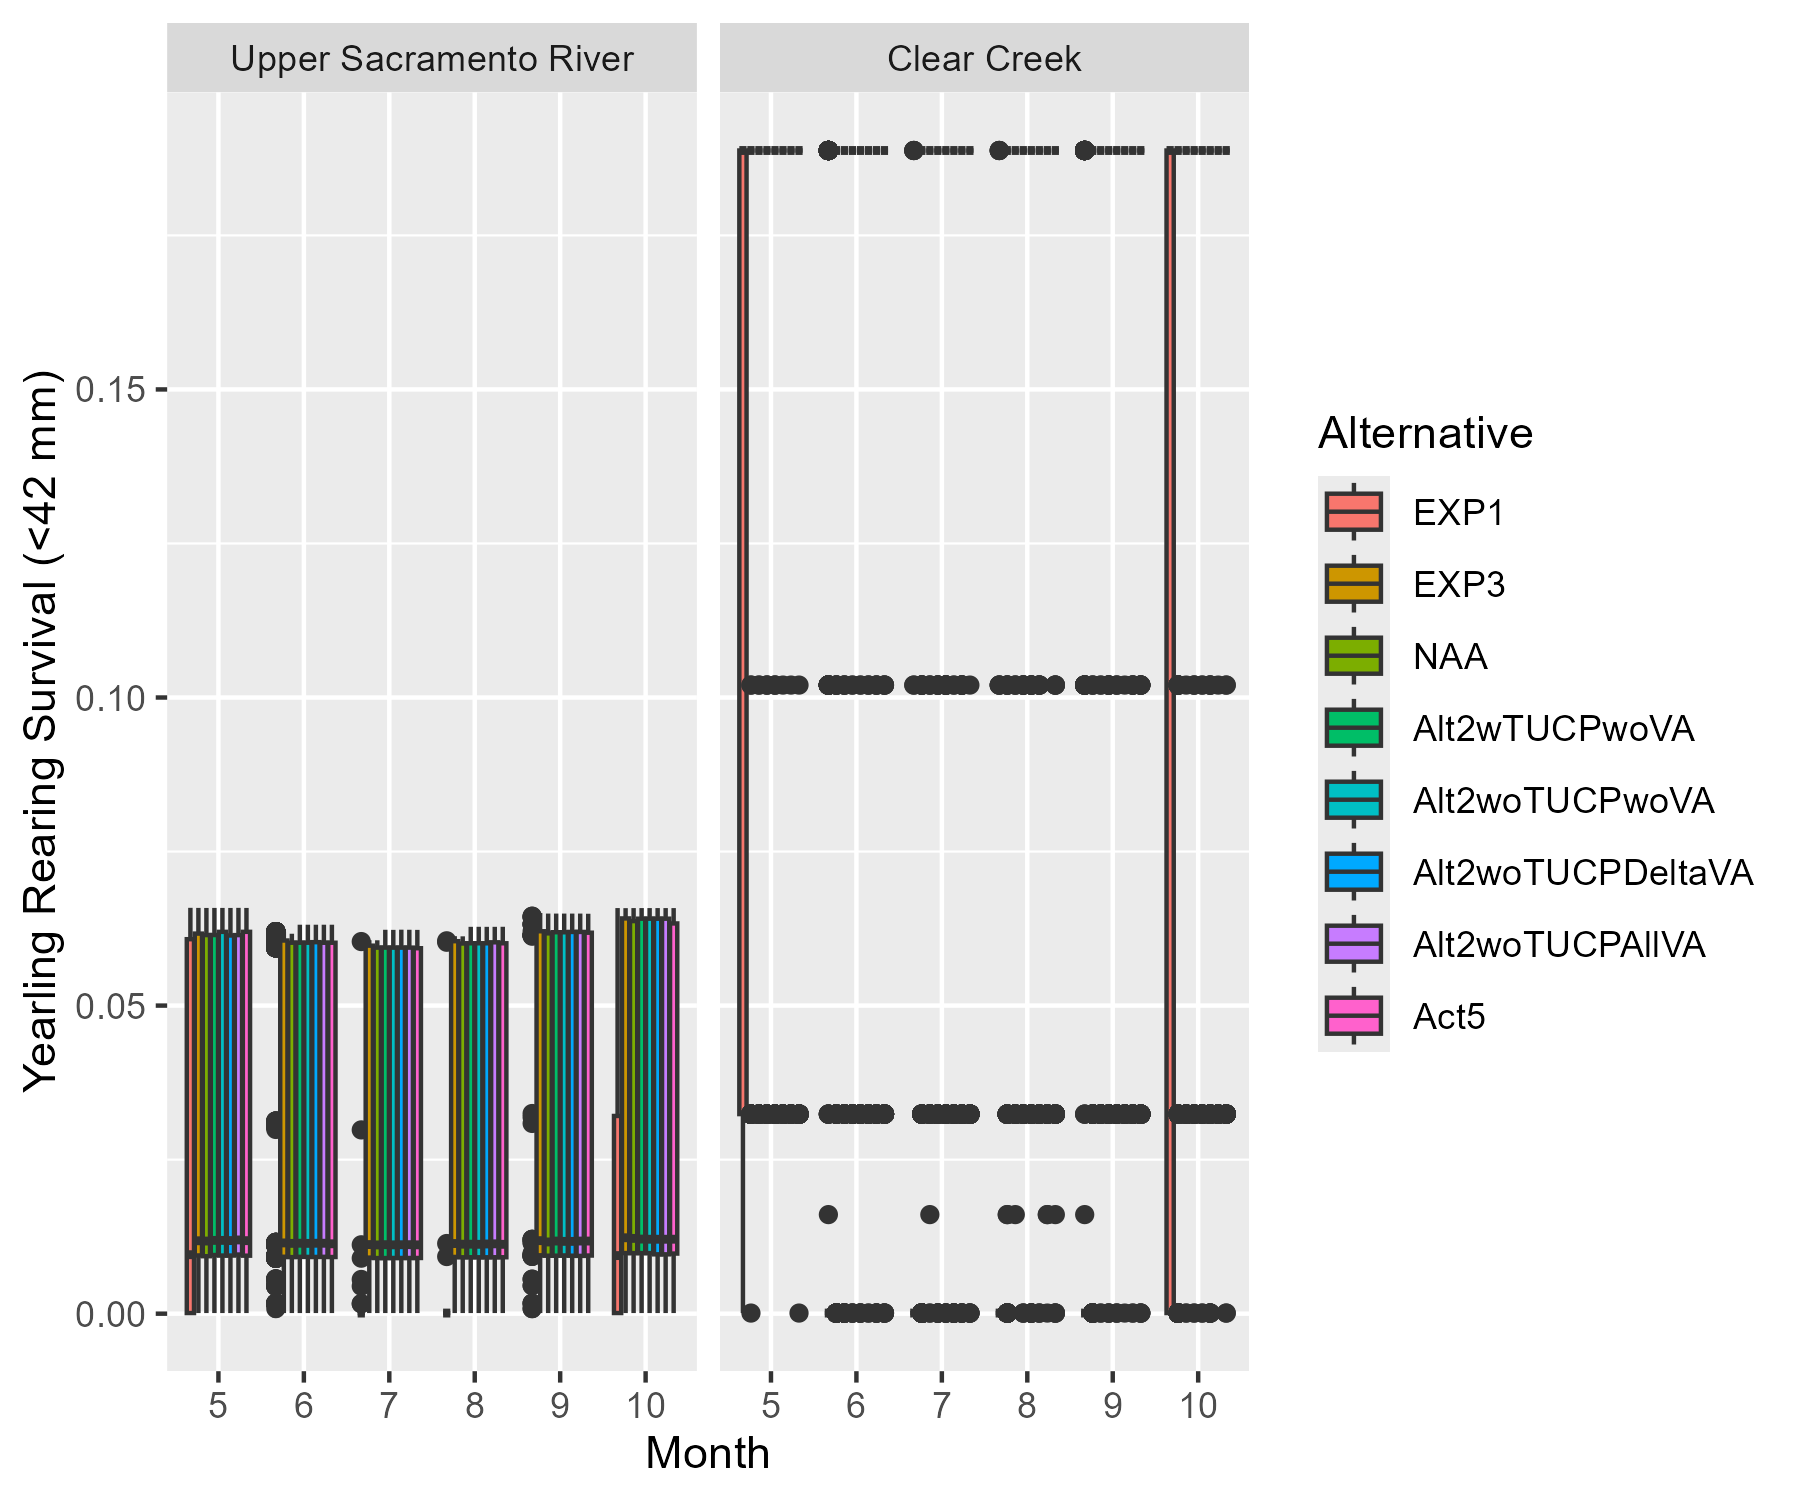 Upper Sacramento River
Clear Creek
Yearling Rearing Survival (<42 mm)
0.15
0.10
0.05
0.00
5 6 7 8 9 10
5 6 7 8 9 10
Month
Alternative
EXP1
EXP3
NAA
Alt2wTUCPwoVA
Alt2woTUCPwoVA
Alt2woTUCPDeltaVA
Alt2woTUCPAllVA
Act5